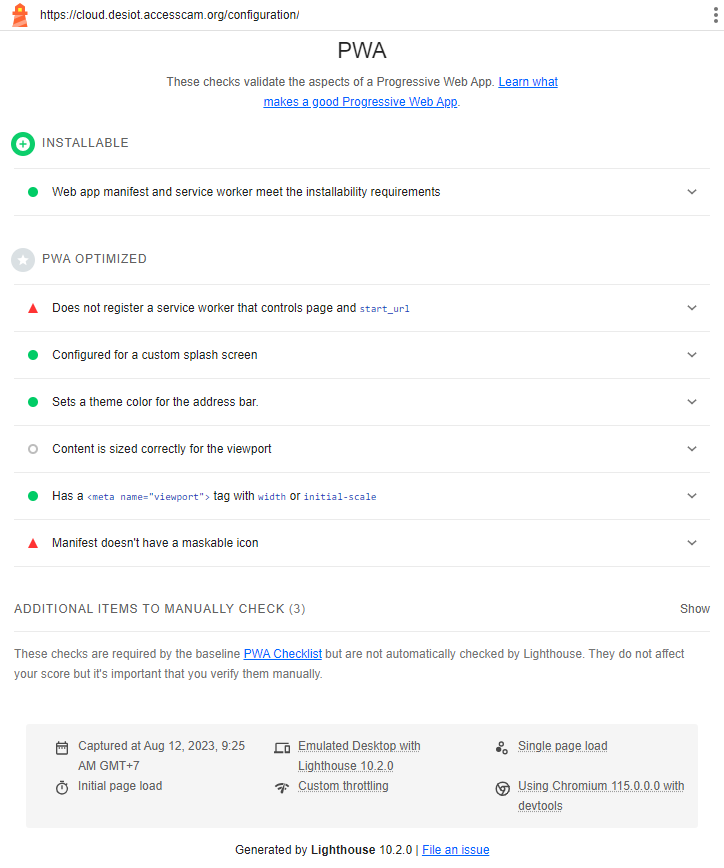 https://cloud.desiot.accesscam.org/configuration/
PWA
These checks validate the aspects of a Progressive Web App. Learn what
makes a good Progressive Web App.
INSTALLABLE
Web app manifest and service worker meet the installability requirements
PWA OPTIMIZED
Does not register a service worker that controls page and start_url
Configured for a custom splash screen
Sets a theme color for the address bar.
Content is sized correctly for the viewport
Has a <meta name="viewport"> tag with width or initial-scale
Manifest doesn't have a maskable icon
ADDITIONAL ITEMS TO MANUALLY CHECK (3)
Show
These checks are required by the baseline PWA Checklist but are not automatically checked by Lighthouse. They do not affect
your score but it's important that you verify them manually.
Captured at Aug 12, 2023, 9:25
AM GMT+7
Emulated Desktop with
Lighthouse 10.2.0
Single page load
Initial page load
Custom throttling
Using Chromium 115.0.0.0 with
devtools
Generated by Lighthouse 10.2.0 | File an issue